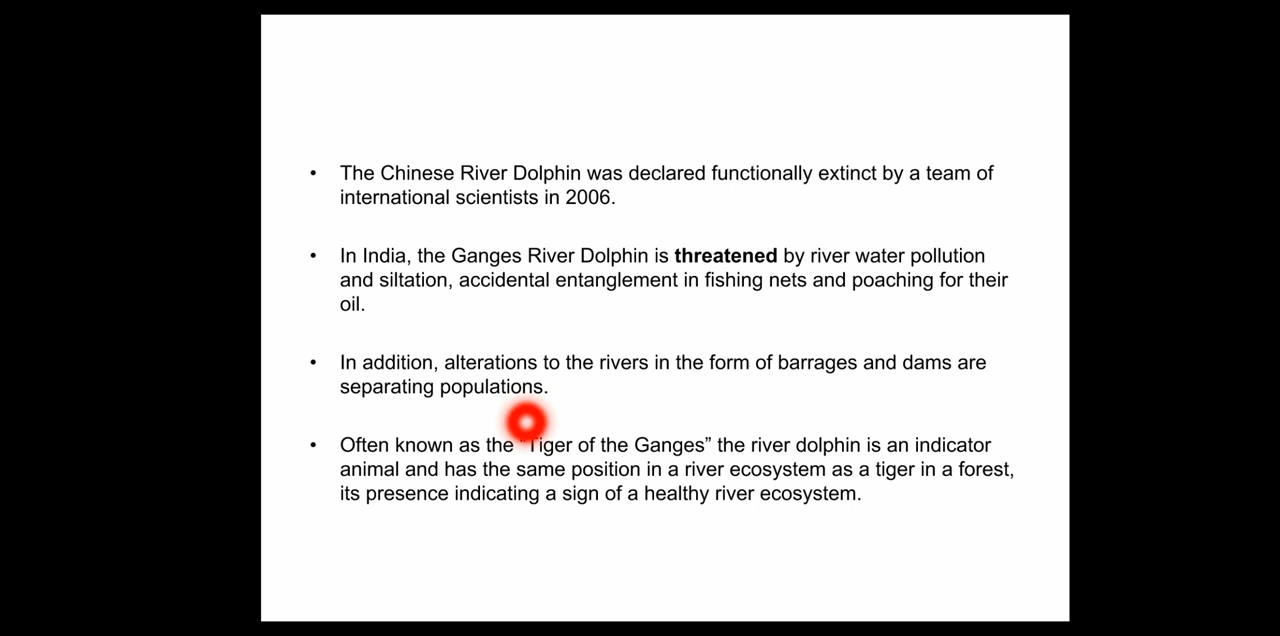 • The Chinese River Dolphin was declared functionally extinct by a team of
international scientists in 2006.
• In India, the Ganges River Dolphin is threatened by river water pollution
and siltation, accidental entanglement in fishing nets and poaching for their
oil.
• In addition, alterations to the rivers in the form of barrages and dams are
separating populations.
• Often known as the "Tiger of the Ganges” the river dolphin is an indicator
animal and has the same position in a river ecosystem as a tiger in a forest,
its presence indicating a sign of a healthy river ecosystem.